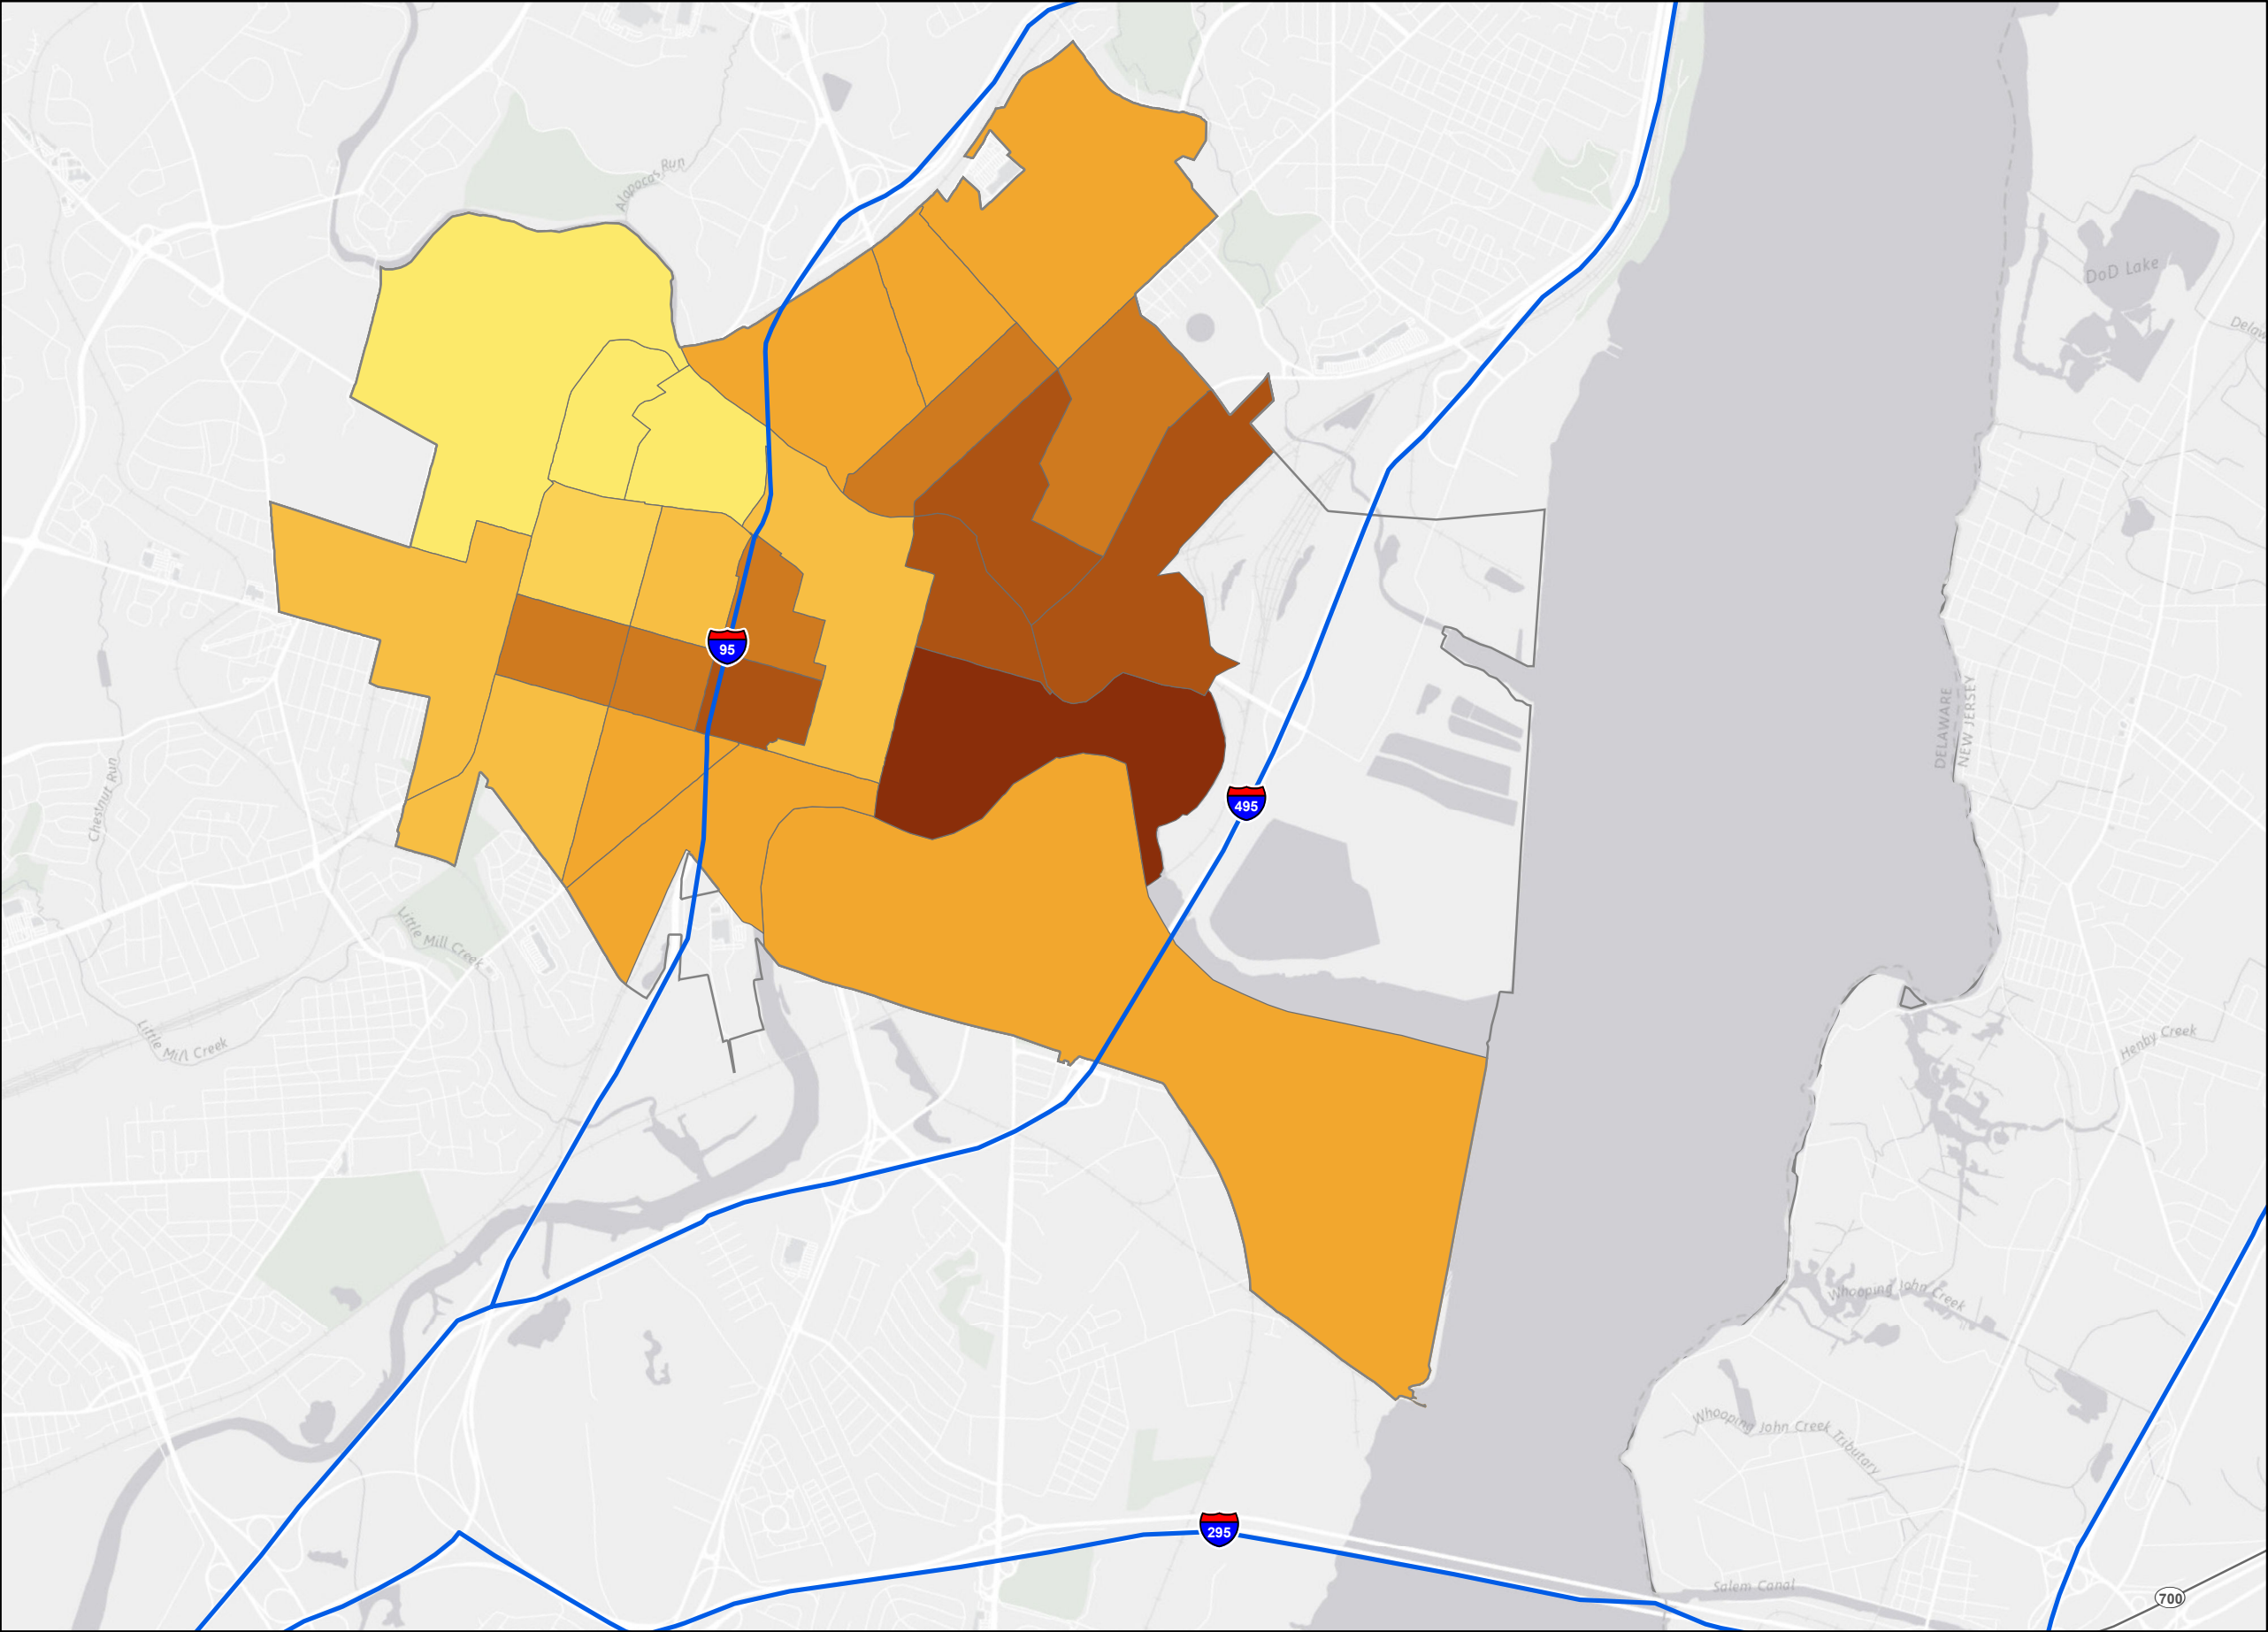 Alapocas Run
DoD Lake
Delaw
95
DELAWARE
NEW JERSEY
Chestnut Run
495
Little Mill Creek
Little Mill Creek
Henby Creek
Whooping John Creek
Whooping John Creek Tributary
295
Salem Canal
700